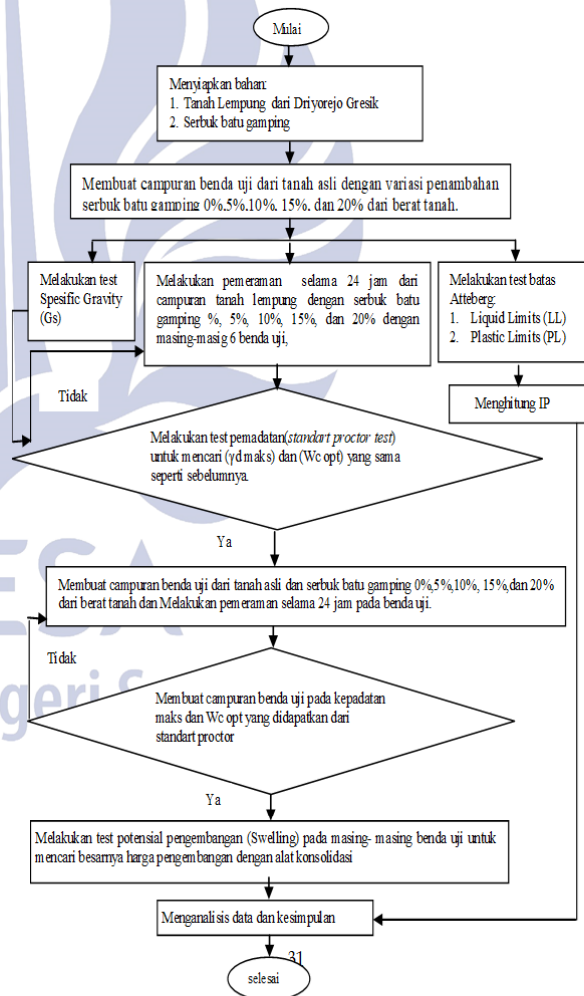 Mulai
Menyiapkan bahan:
1. Tanah Lempung dari Driyorejo Gresik
2. Serbuk batu gamping
Membuat campuran benda uji dari tanah asli dengan variasi penambahan
serbuk batu gamping 0%,5%,10%, 15%, dan 20% dari berat tanah.
Melakukan test
Spesific Gravity
(Gs)
Melakukan pemeraman selama 24 jam dari
campuran tanah lempung dengan serbuk batu
gamping %, 5%, 10%, 15%, dan 20% dengan
masing-masig 6 benda uji,
Melakukan test batas
Atteberg:
1. Liquid Limits (LL)
2. Plastic Limits (PL)
Tidak
Menghitung IP
Melakukan test pemadatan(standart proctor test)
untuk mencari (γd maks) dan (Wc opt) yang sama
seperti sebelumnya.
Ya
ESA
Membuat campuran benda uji dari tanah asli dan serbuk batu gamping 0%,5%,10%, 15%,dan 20%
dari berat tanah dan Melakukan pemeraman selama 24 jam pada benda uji.
Tidak
geri S
Membuat campuran benda uji pada kepadatan
maks dan Wc opt yang didapatkan dari
standart proctor
Ya
Melakukan test potensial pengembangan (Swelling) pada masing- masing benda uji untuk
mencari besarnya harga pengembangan dengan alat konsolidasi
Menganalisis data dan kesimpulan
31
selesai